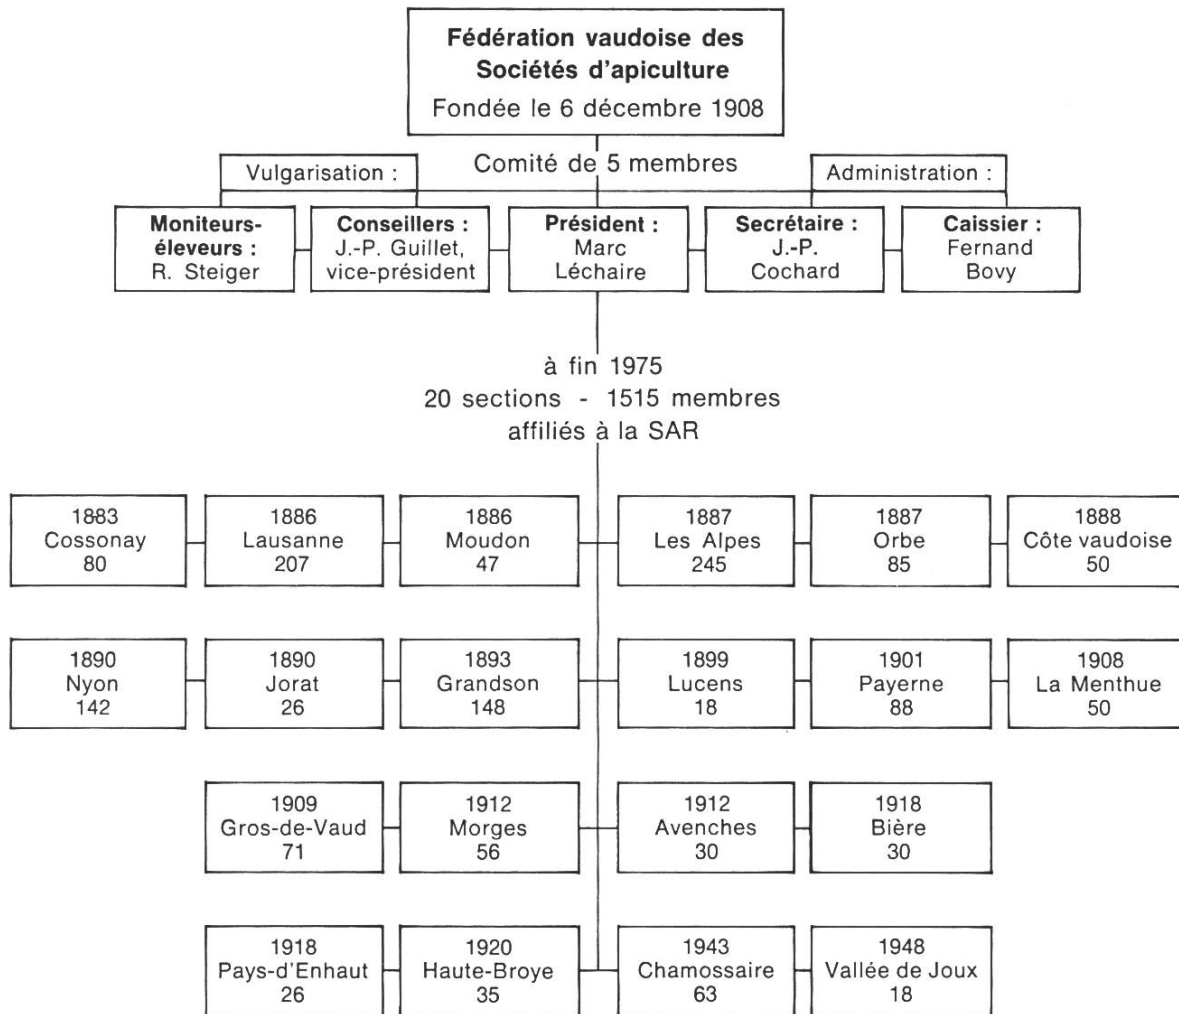 Fédération vaudoise des
Sociétés d'apiculture
Fondée le 6 décembre 1908
Vulgarisation :
Comité de 5 membres
Administration :
Moniteurs-
éleveurs :
R. Steiger
Conseillers :
J.-P. Guillet,
vice-président
Président :
Marc
Léchaire
Secrétaire :
J.-P.
Cochard
Caissier :
Fernand
Bovy
à fin 1975
20 sections - 1515 membres
affiliés à la SAR
1883
Cossonay
80
1886
Lausanne
207
1886
Moudon
47
1887
Les Alpes
245
1887
Orbe
85
1888
Côte vaudoise
50
1890
Nyon
142
1890
Jorat
26
1893
Grandson
148
1899
Lucens
18
1901
Payerne
88
1908
La Menthue
50
1909
Gros-de-Vaud
71
1912
Morges
56
1912
Avenches
30
1918
Bière
30
1918
Pays-d'Enhaut
26
1920
Haute-Broye
35
1943
Chamossaire
63
1948
Vallée de Joux
18